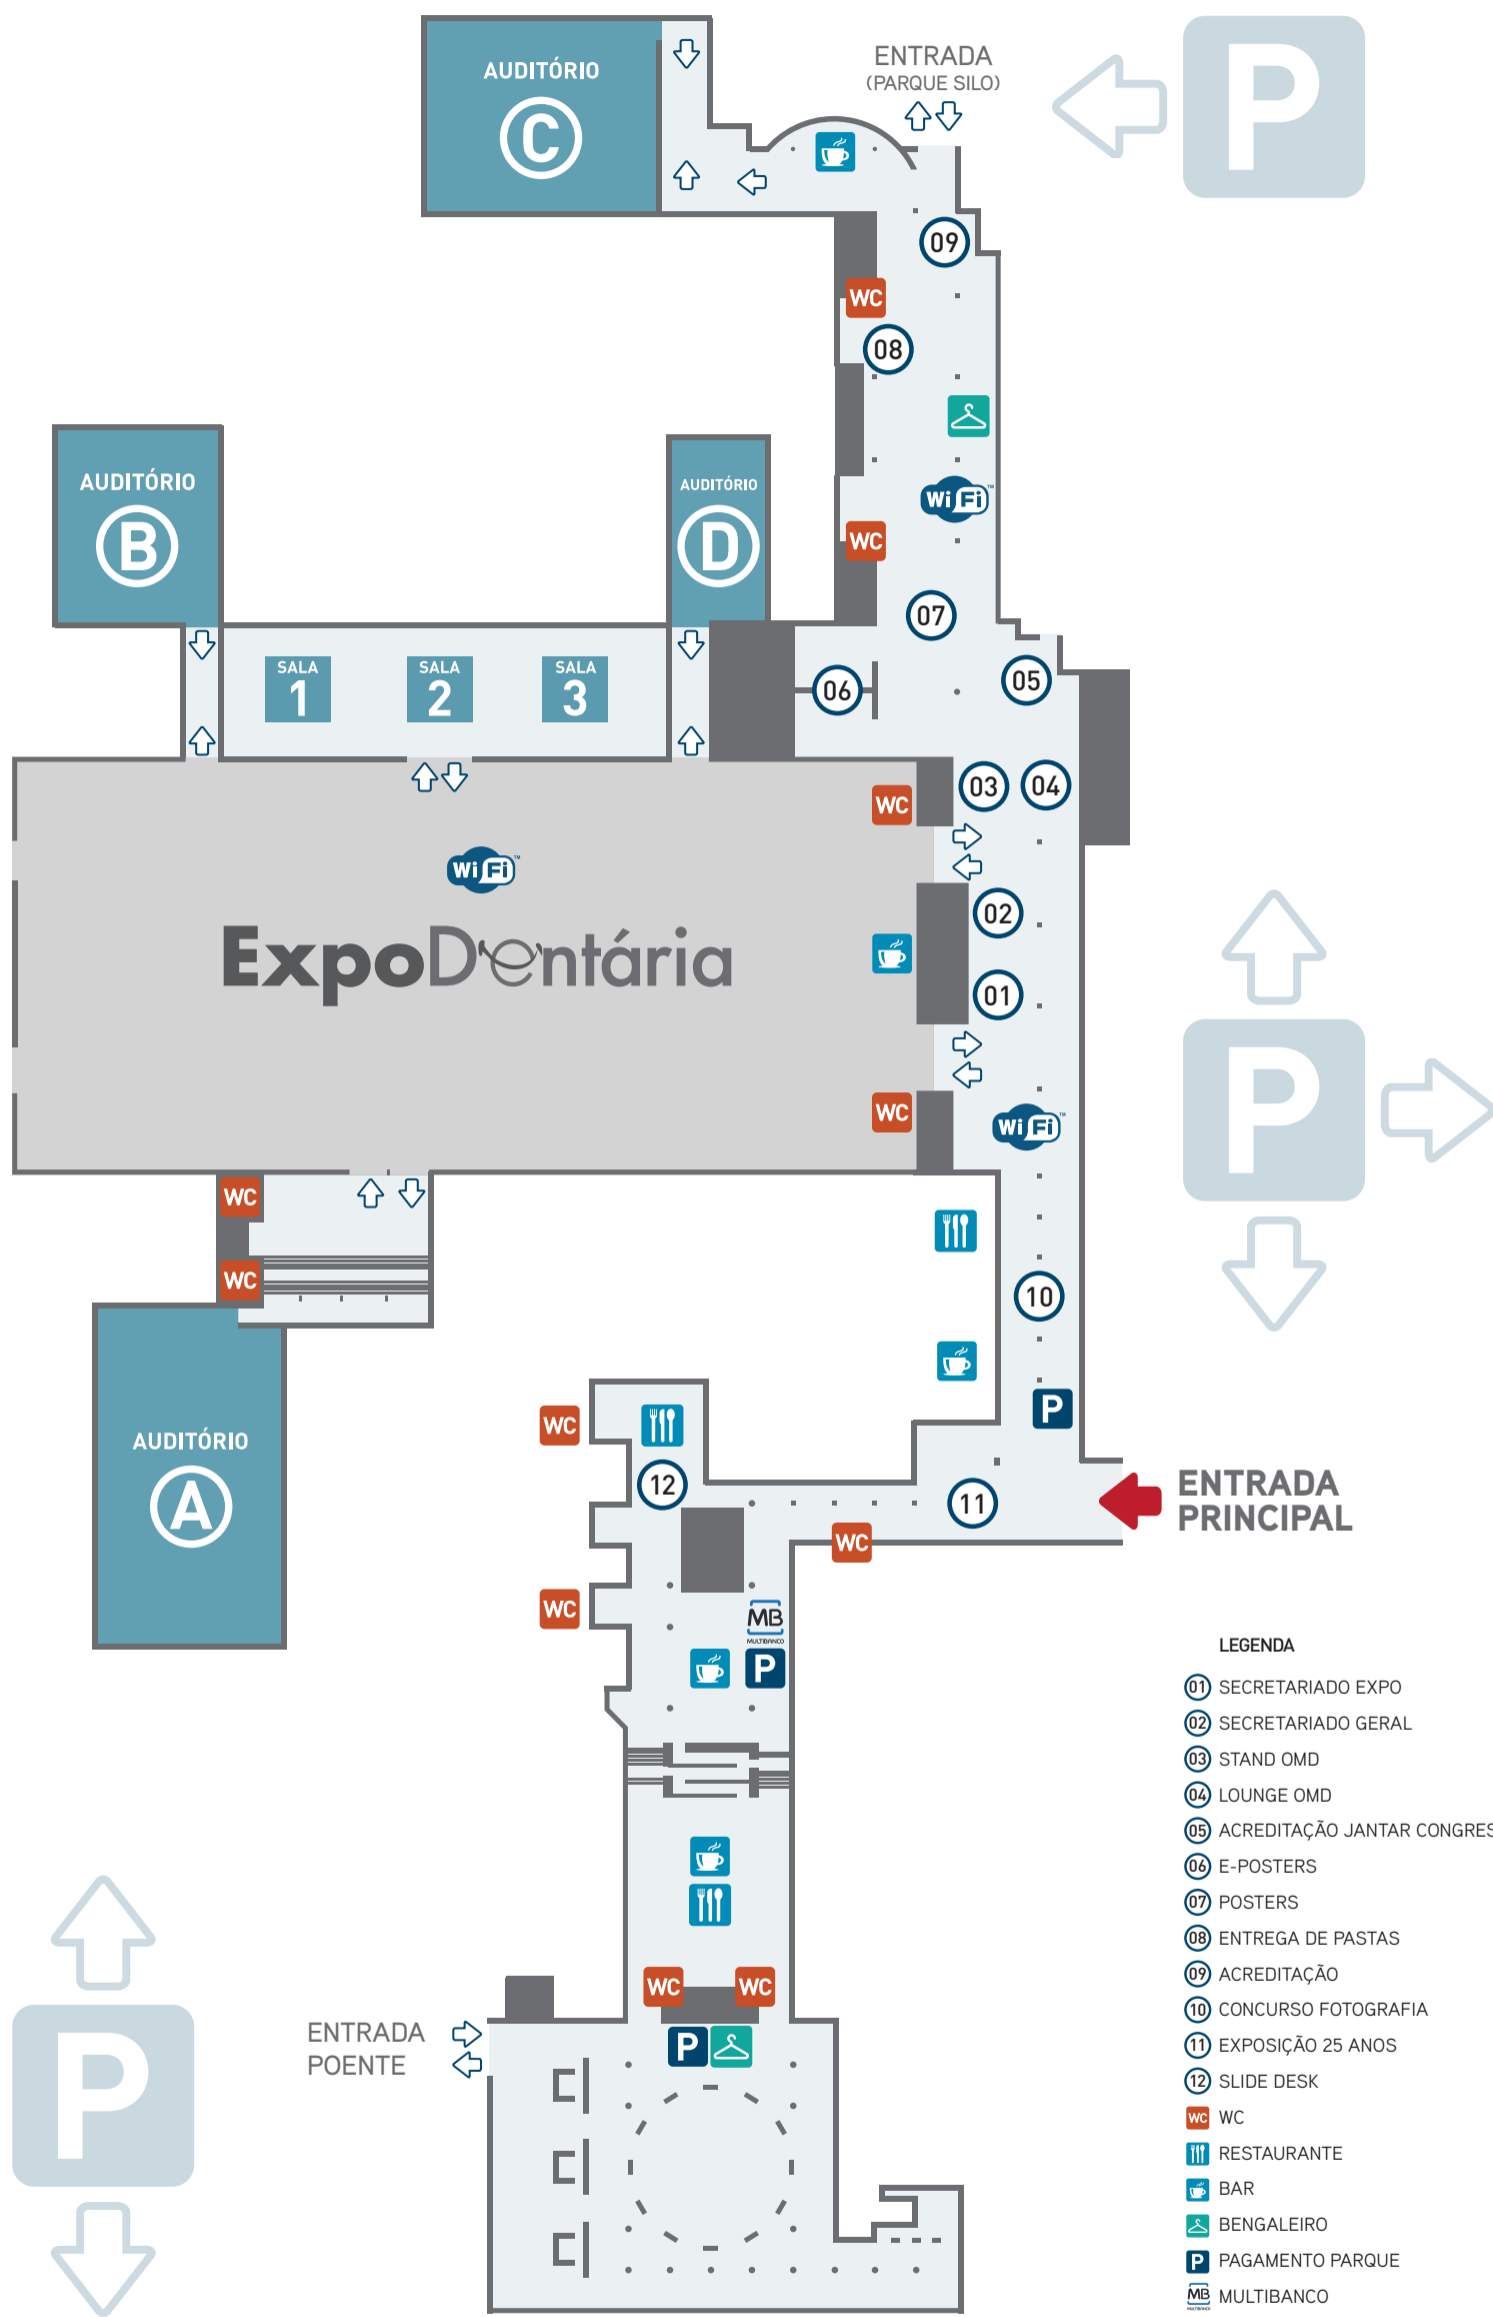 AUDITÓRIO
C
ENTRADA
(PARQUE SILO)
P
09
WC
08
AUDITÓRIO
B
AUDITÓRIO
D
WiFi™
WC
07
SALA
1
SALA
2
SALA
3
06
05
WC
03
04
WiFi™
02
ExpoDentária
01
P
WC
WiFi™
WC
WC
10
P
AUDITÓRIO
A
WC
12
11
ENTRADA
PRINCIPAL
WC
WC
MB
MULTIBANCO
P
LEGENDA
01 SECRETARIADO EXPO
02 SECRETARIADO GERAL
03 STAND OMD
04 LOUNGE OMD
05 ACREDITAÇÃO JANTAR CONGRES
06 E-POSTERS
07 POSTERS
08 ENTREGA DE PASTAS
09 ACREDITAÇÃO
10 CONCURSO FOTOGRAFIA
11 EXPOSIÇÃO 25 ANOS
12 SLIDE DESK
WC WC
RESTAURANTE
BAR
BENGALEIRO
P PAGAMENTO PARQUE
MB MULTIBANCO
WC
WC
ENTRADA
POENTE
P
P